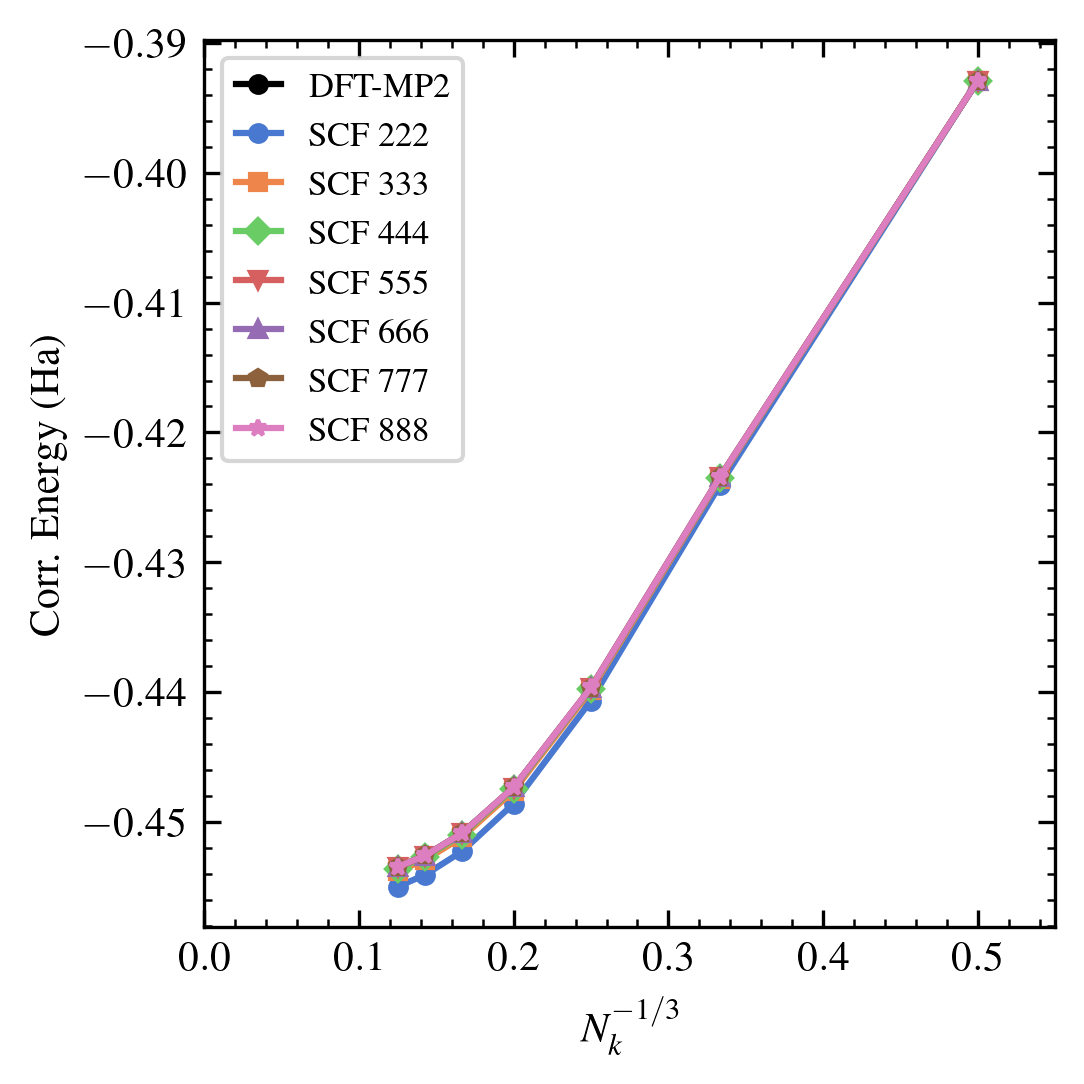 −0.39
−0.40
−0.41
−0.42
−0.43
−0.44
−0.45
Corr. Energy (Ha)
DFT-MP2
SCF 222
SCF 333
SCF 444
SCF 555
SCF 666
SCF 777
SCF 888
0.0 0.1 0.2 0.3 0.4 0.5
N_k^{−1/3}